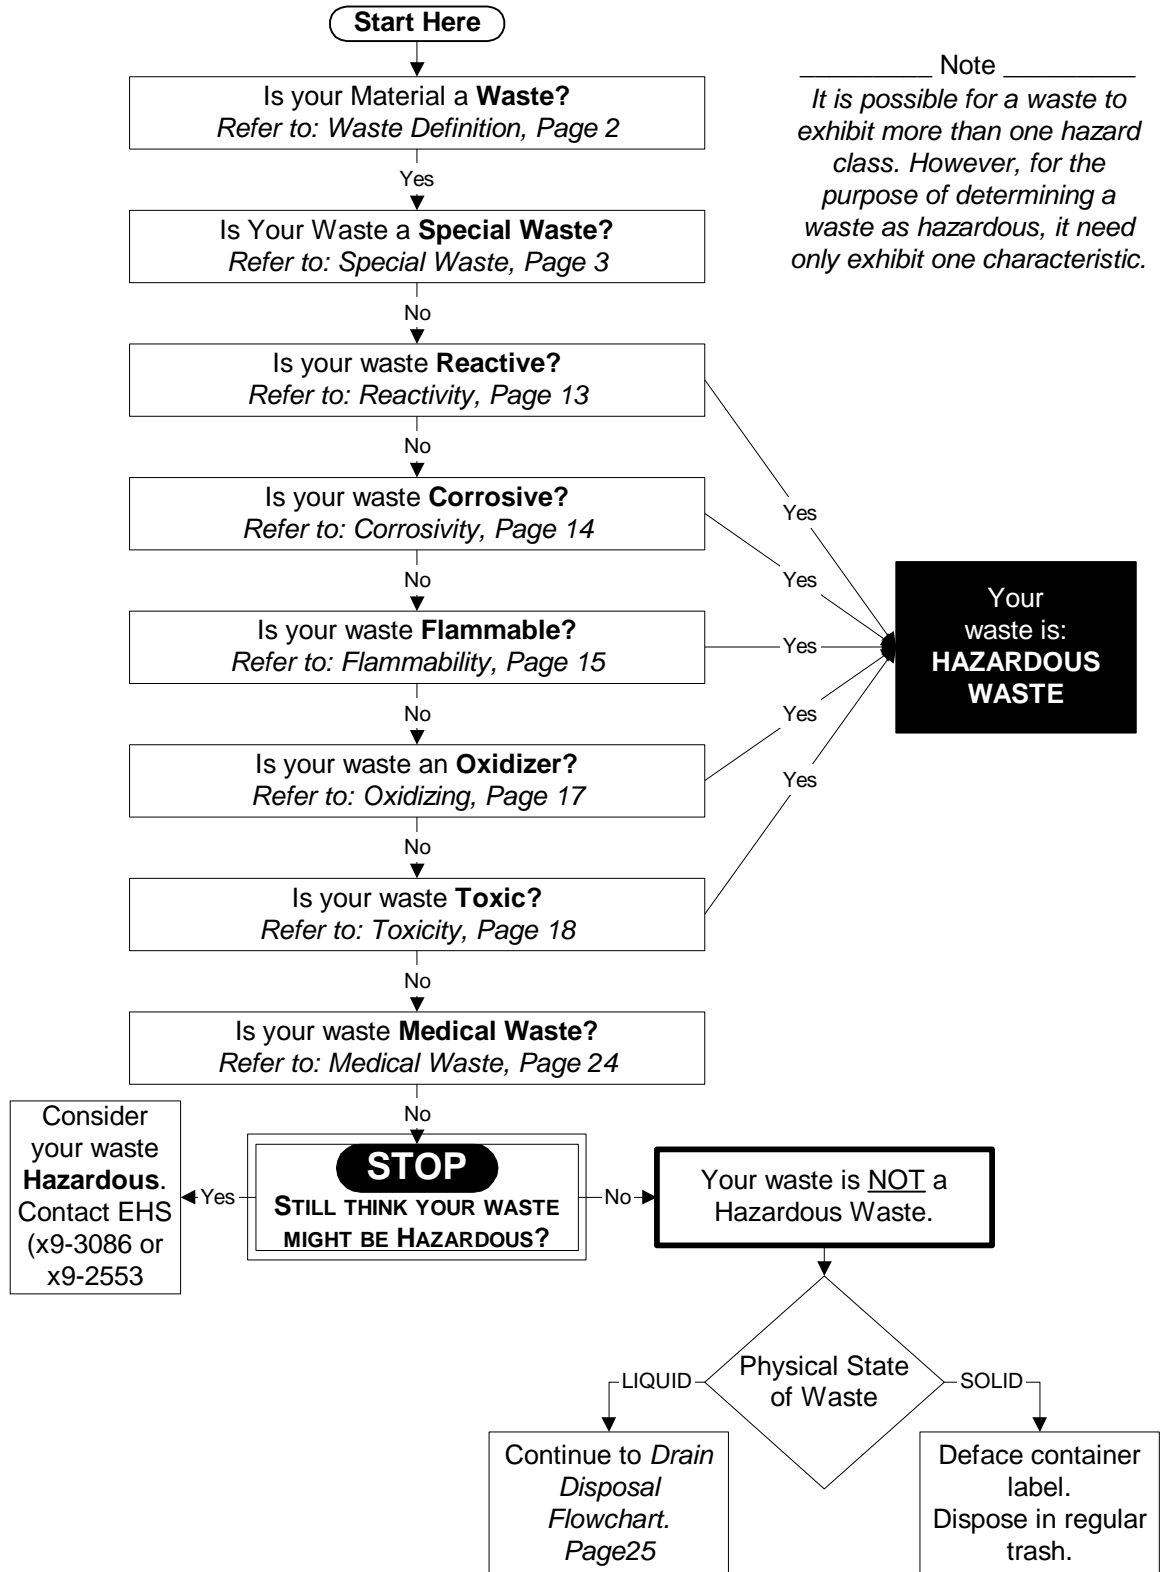 Start Here
Is your Material a Waste?
Refer to: Waste Definition, Page 2
__________ Note __________
It is possible for a waste to
exhibit more than one hazard
class. However, for the
purpose of determining a
waste as hazardous, it need
only exhibit one characteristic.
Yes
Is Your Waste a Special Waste?
Refer to: Special Waste, Page 3
No
Is your waste Reactive?
Refer to: Reactivity, Page 13
No
Yes
Is your waste Corrosive?
Refer to: Corrosivity, Page 14
No
Yes
Is your waste Flammable?
Refer to: Flammability, Page 15
Yes
No
Yes
Is your waste an Oxidizer?
Refer to: Oxidizing, Page 17
Yes
No
Your
waste is:
HAZARDOUS
WASTE
Is your waste Toxic?
Refer to: Toxicity, Page 18
No
Is your waste Medical Waste?
Refer to: Medical Waste, Page 24
No
STOP
STILL THINK YOUR WASTE
MIGHT BE HAZARDOUS?
Yes
Consider
your waste
Hazardous.
Contact EHS
(x9-3086 or
x9-2553
No
Your waste is NOT a
Hazardous Waste.
Physical State
of Waste
LIQUID
SOLID
Continue to Drain
Disposal
Flowchart.
Page25
Deface container
label.
Dispose in regular
trash.